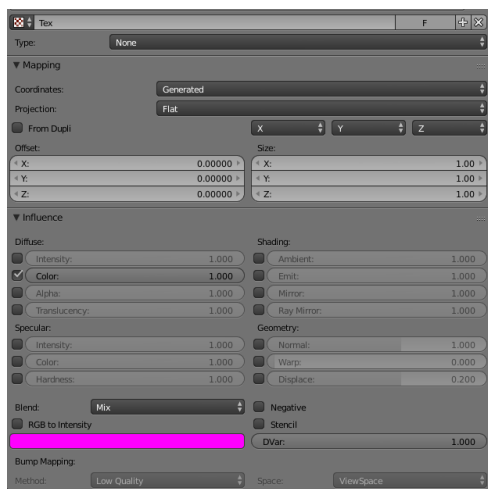 Tex F
Type: None
Mapping
Coordinates: Generated
Projection: Flat
From Dupli X Y Z
Offset: Size:
X: 0.00000 X: 1.00
Y: 0.00000 Y: 1.00
Z: 0.00000 Z: 1.00
Influence
Diffuse: Shading:
Intensity: 1.000 Ambient: 1.000
Color: 1.000 Emit: 1.000
Alpha: 1.000 Mirror: 1.000
Translucency: 1.000 Ray Mirror: 1.000
Specular: Geometry:
Intensity: 1.000 Normal: 1.000
Color: 1.000 Warp: 0.000
Hardness: 1.000 Displace: 0.200
Blend: Mix Negative
RGB to Intensity Stencil
DVar: 1.000
Bump Mapping:
Method: Low Quality Space: ViewSpace